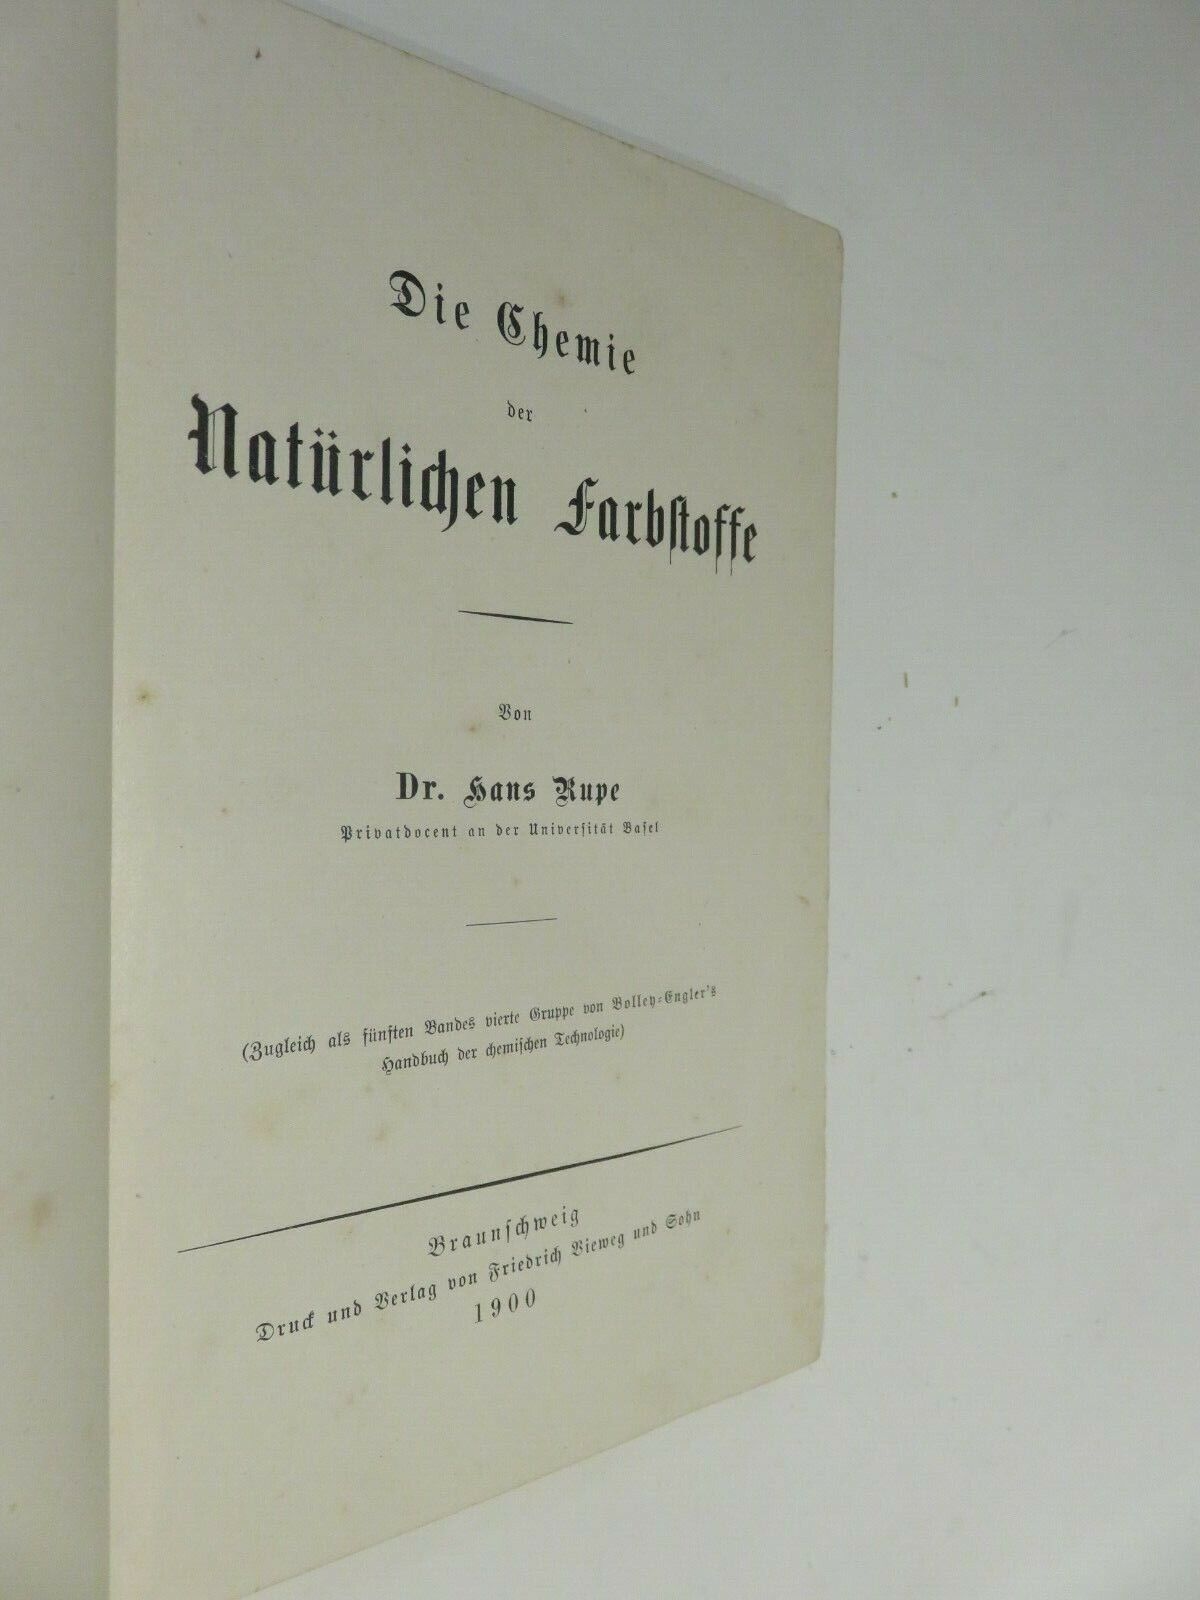 Die Chemie
der
Natürlichen Farbstoffe
Von
Dr. Hans Rupe
Privatdocent an der Universität Basel
(Zugleich als fünften Bandes vierte Gruppe von Bolley-Engler's
Handbuch der chemischen Technologie)
Braunschweig
Druck und Verlag von Friedrich Vieweg und Sohn
1900